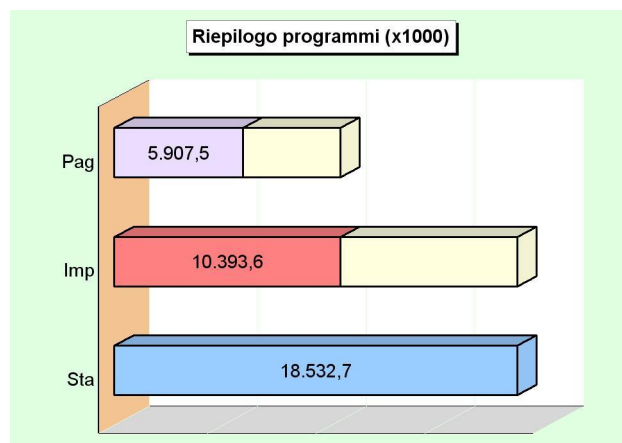 Riepilogo programmi (x1000)
Pag
5.907,5
Imp
10.393,6
Sta
18.532,7